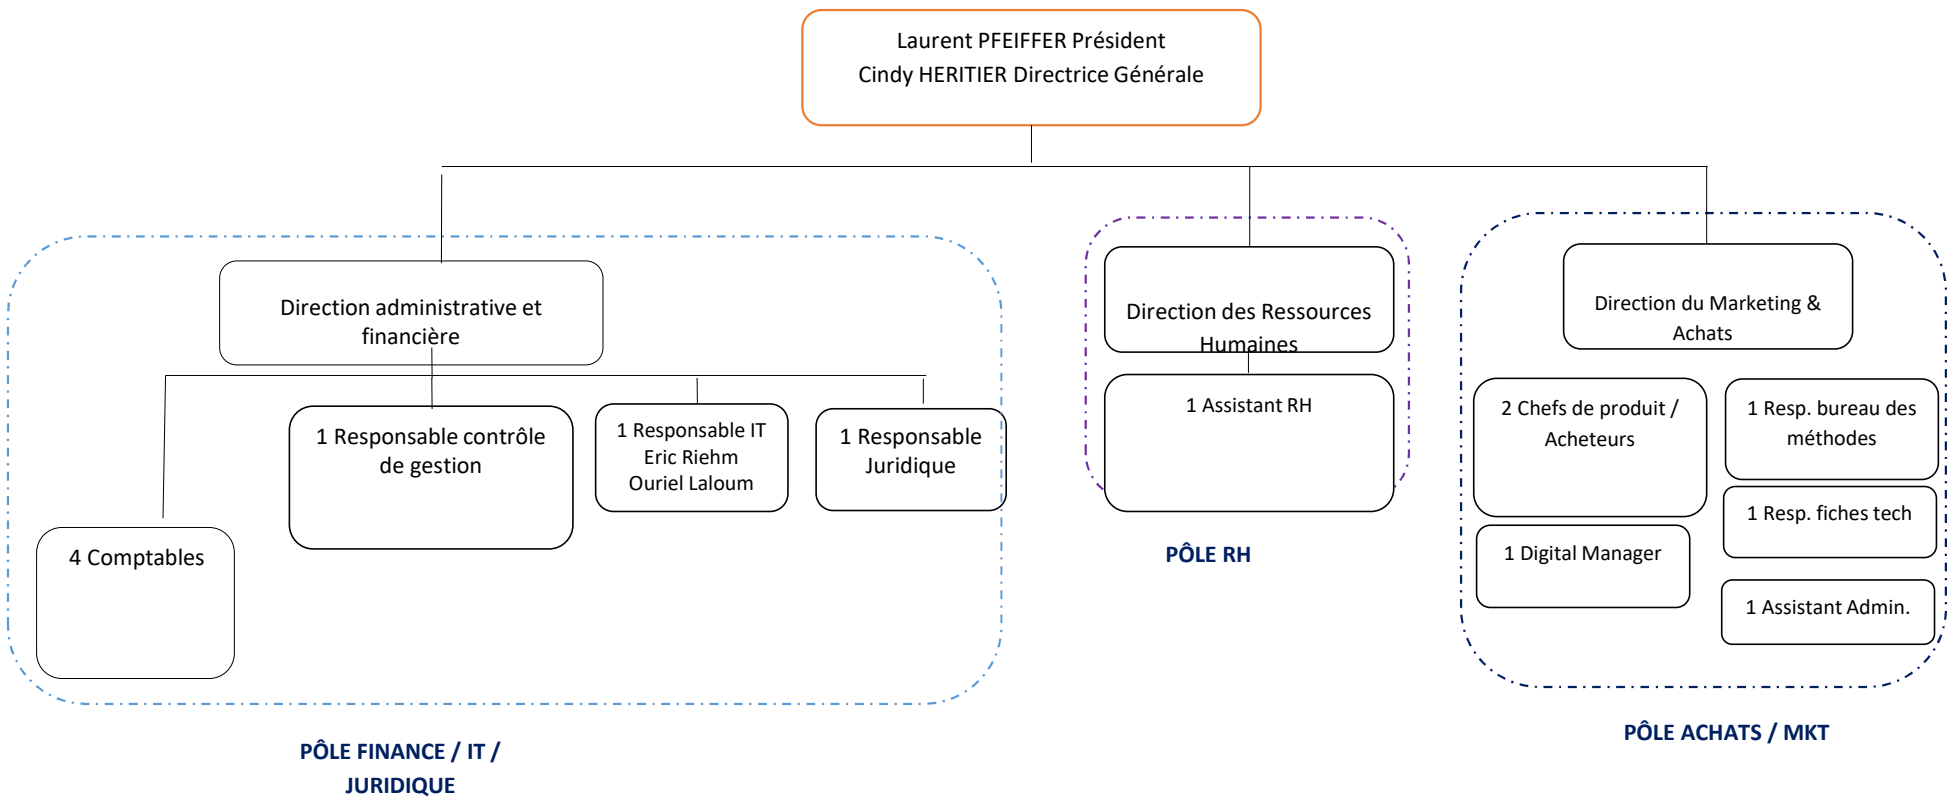 Laurent PFEIFFER Président
Cindy HERITIER Directrice Générale
Direction administrative et
financière
1 Responsable contrôle
de gestion
1 Responsable IT
Eric Riehm
Ouriel Laloum
1 Responsable
Juridique
4 Comptables
PÔLE FINANCE / IT /
JURIDIQUE
Direction des Ressources
Humaines
1 Assistant RH
PÔLE RH
Direction du Marketing &
Achats
2 Chefs de produit /
Acheteurs
1 Resp. bureau des
méthodes
1 Resp. fiches tech
1 Digital Manager
1 Assistant Admin.
PÔLE ACHATS / MKT